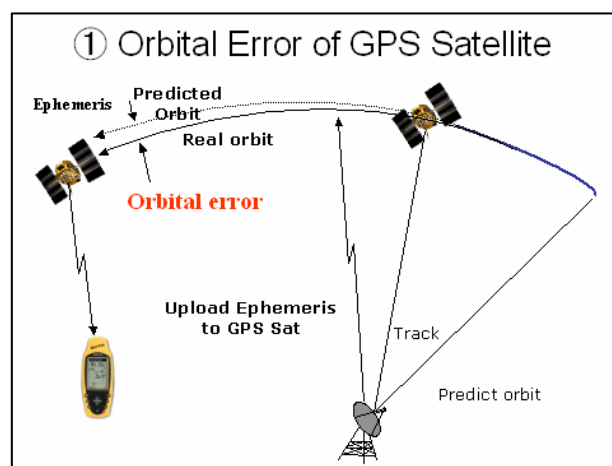 ① Orbital Error of GPS Satellite
Ephemeris
Predicted
Orbit
Real orbit
Orbital error
Upload Ephemeris
to GPS Sat
Track
Predict orbit